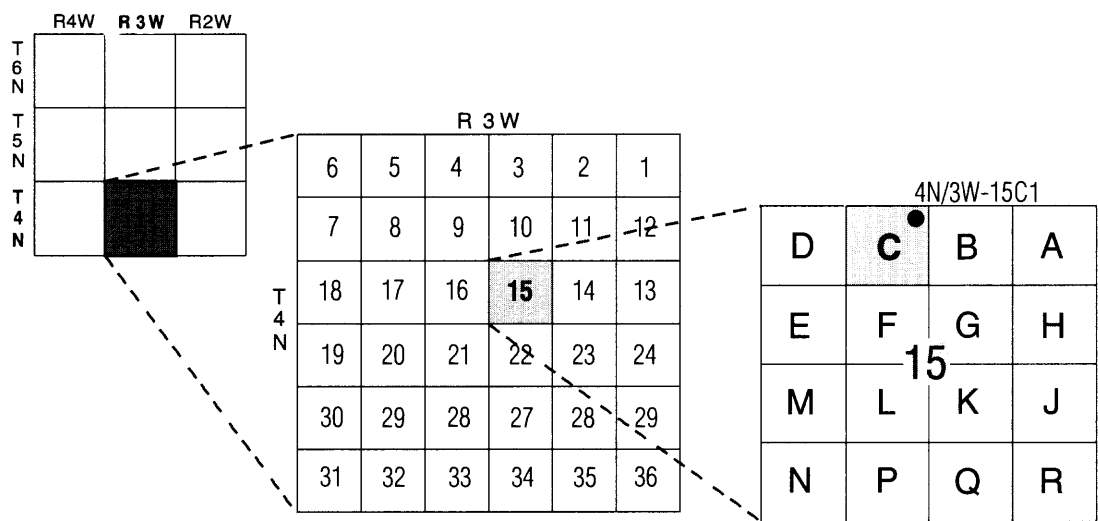 R4W R 3 W R2W
T
6
N
T
5
N
T
4
N
R 3 W
6 5 4 3 2 1
7 8 9 10 11 12
18 17 16 15 14 13
T
4
N
19 20 21 22 23 24
30 29 28 27 28 29
31 32 33 34 35 36
4N/3W-15C1
D C B A
E F G H
15
M L K J
N P Q R